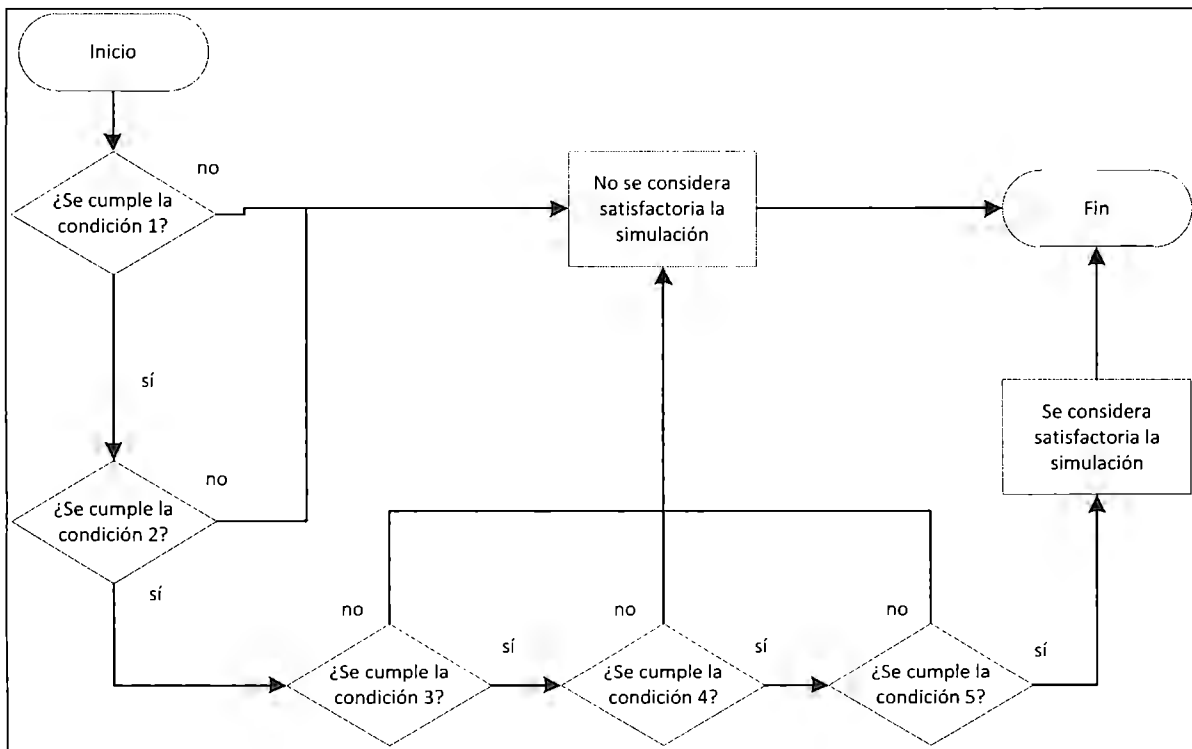 Inicio
no
¿Se cumple la
condición 1?
No se considera
satisfactoria la
simulación
Fin
sí
Se considera
satisfactoria la
simulación
no
¿Se cumple la
condición 2?
sí
no
sí
no
sí
no
sí
¿Se cumple la
condición 3?
¿Se cumple la
condición 4?
¿Se cumple la
condición 5?